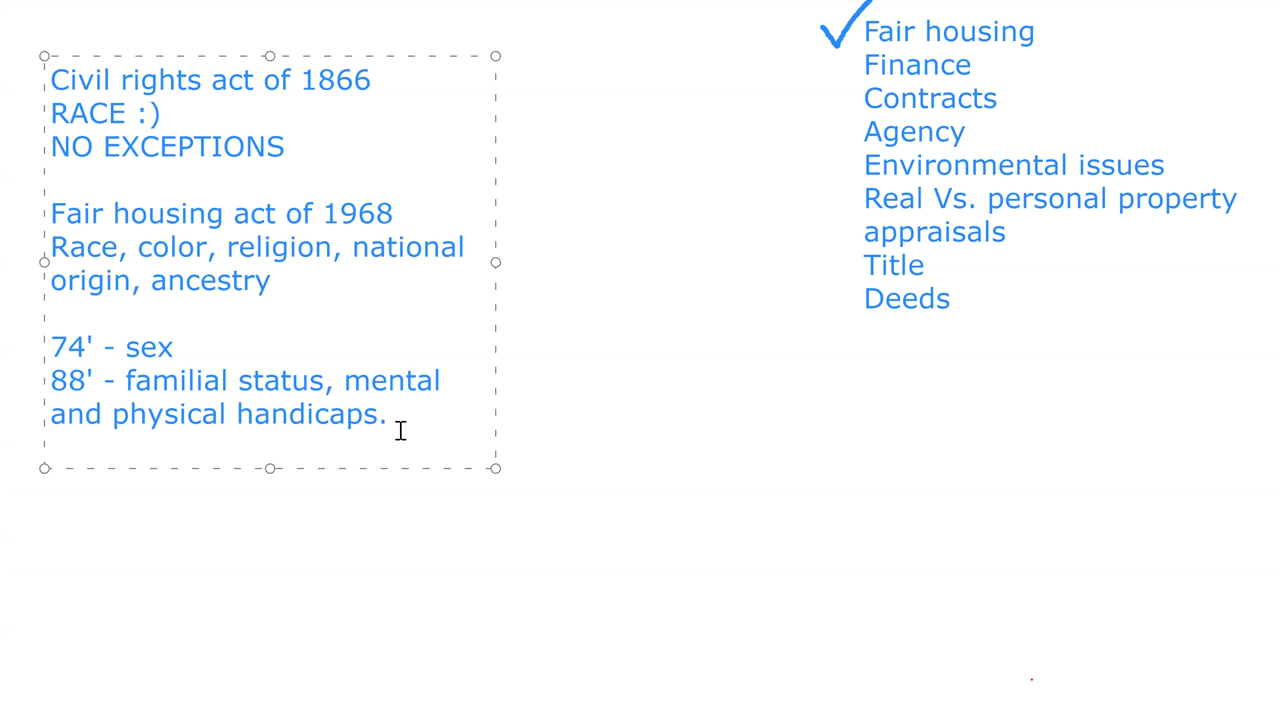 Civil rights act of 1866
RACE :)
NO EXCEPTIONS
Fair housing act of 1968
Race, color, religion, national
origin, ancestry
74' - sex
88' - familial status, mental
and physical handicaps.
Fair housing
Finance
Contracts
Agency
Environmental issues
Real Vs. personal property
appraisals
Title
Deeds